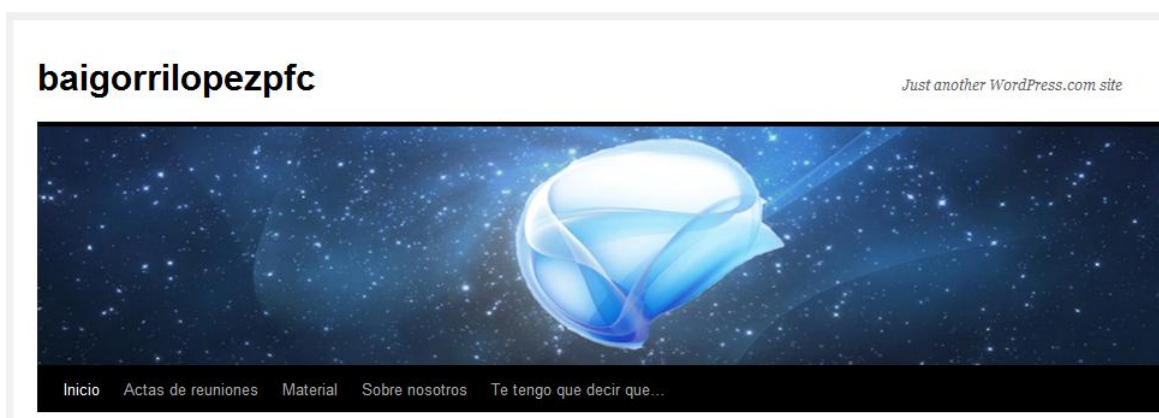 baigorrilopezpfc
Just another WordPress.com site
Inicio Actas de reuniones Material Sobre nosotros Te tengo que decir que...